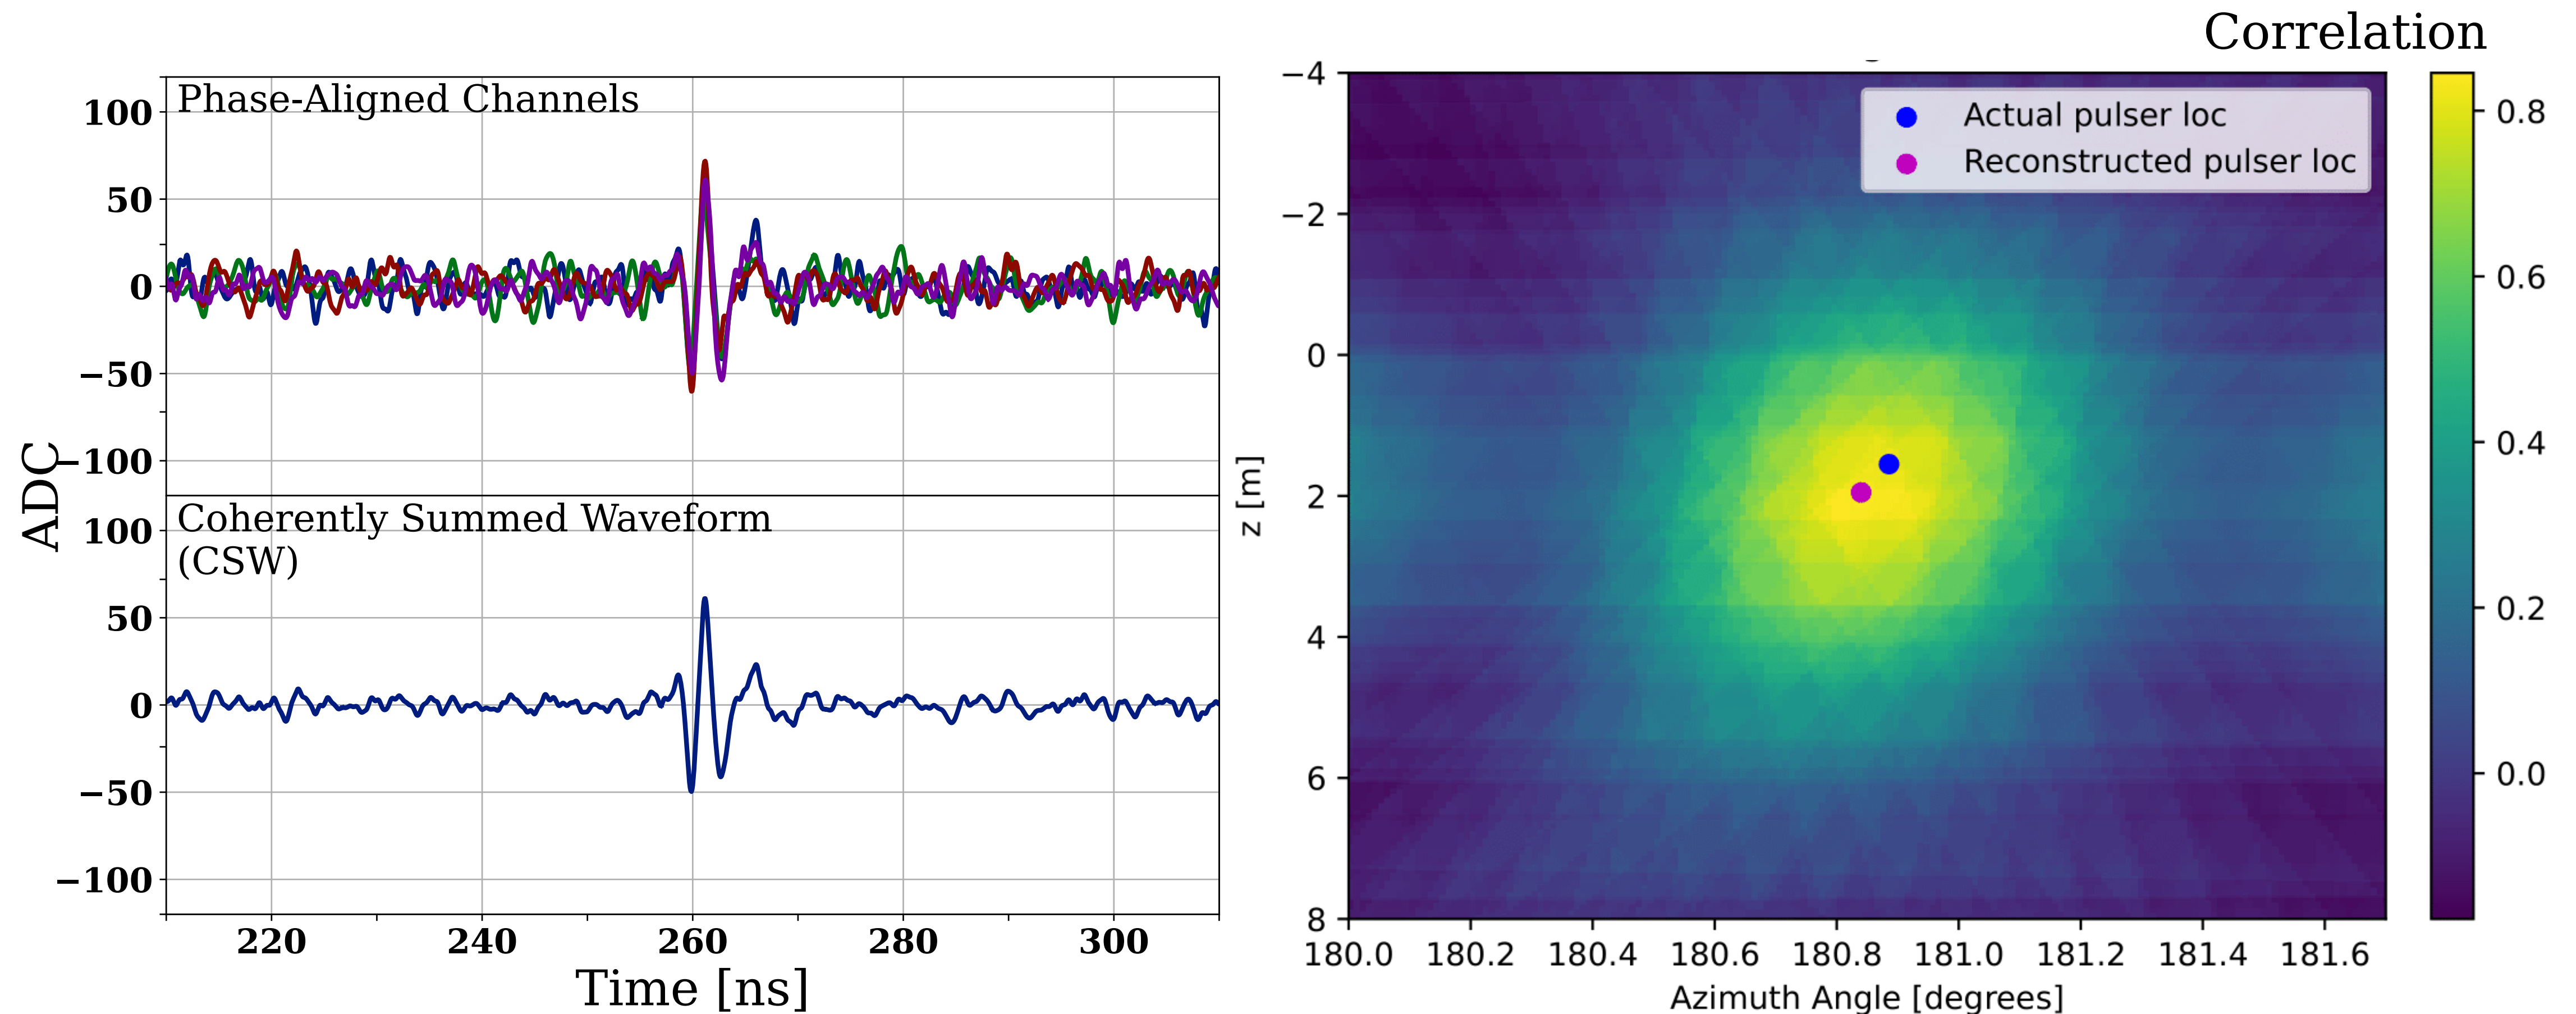 Phase-Aligned Channels
100
50
0
−50
−100
ADC
Coherently Summed Waveform
(CSW)
100
50
0
−50
−100
220 240 260 280 300
Time [ns]
Correlation
Actual pulser loc
Reconstructed pulser loc
−4
−2
0
2
4
6
8
z [m]
180.0 180.2 180.4 180.6 180.8 181.0 181.2 181.4 181.6
Azimuth Angle [degrees]
0.8
0.6
0.4
0.2
0.0